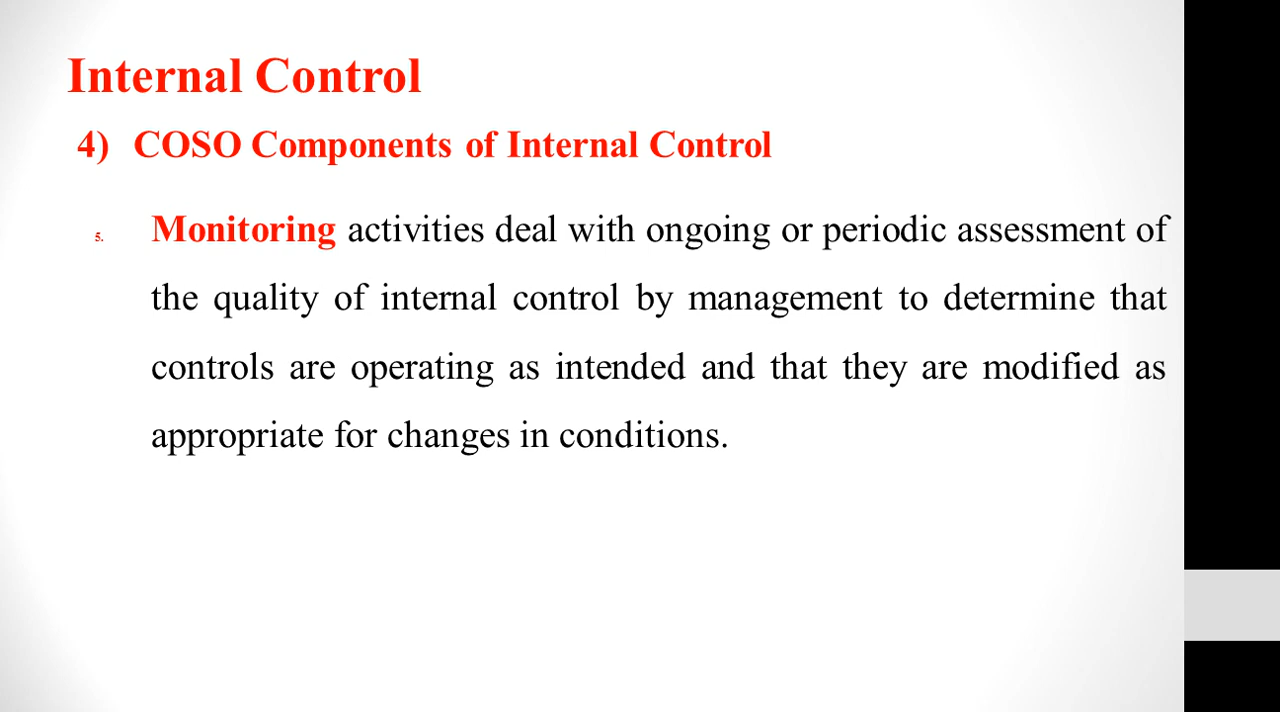 Internal Control
4) COSO Components of Internal Control
5. Monitoring activities deal with ongoing or periodic assessment of
the quality of internal control by management to determine that
controls are operating as intended and that they are modified as
appropriate for changes in conditions.